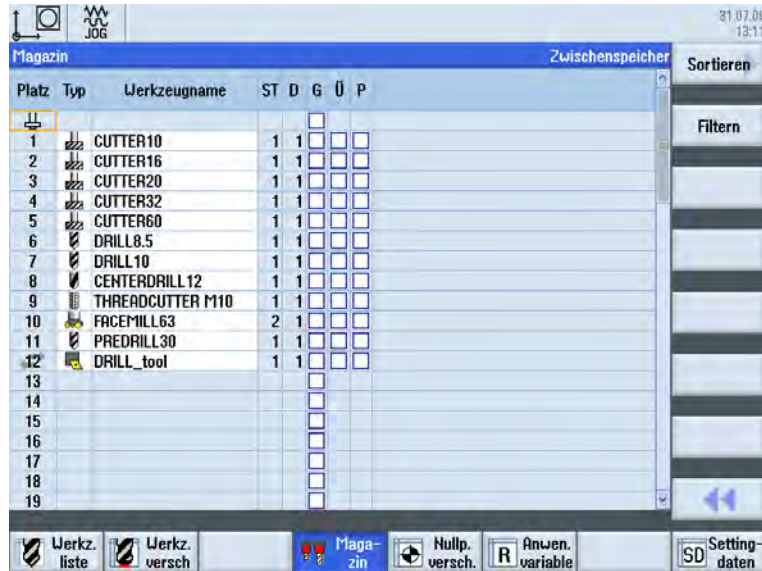 JOG
31.07.0
13:11
Magazin Zwischenspeicher
Sortieren
Platz Typ Werkzeugname ST D G Ü P
Filtern
1 CUTTER10 1 1
2 CUTTER16 1 1
3 CUTTER20 1 1
4 CUTTER32 1 1
5 CUTTER60 1 1
6 DRILL8.5 1 1
7 DRILL10 1 1
8 CENTERDRILL12 1 1
9 THREADCUTTER M10 1 1
10 FACEMILL63 2 1
11 PREDRILL30 1 1
12 DRILL_tool 1 1
13
14
15
16
17
18
19
Werkz. liste
Werkz. versch
Maga- zin
Nullp. versch.
R Anwen. variable
SD Setting- daten